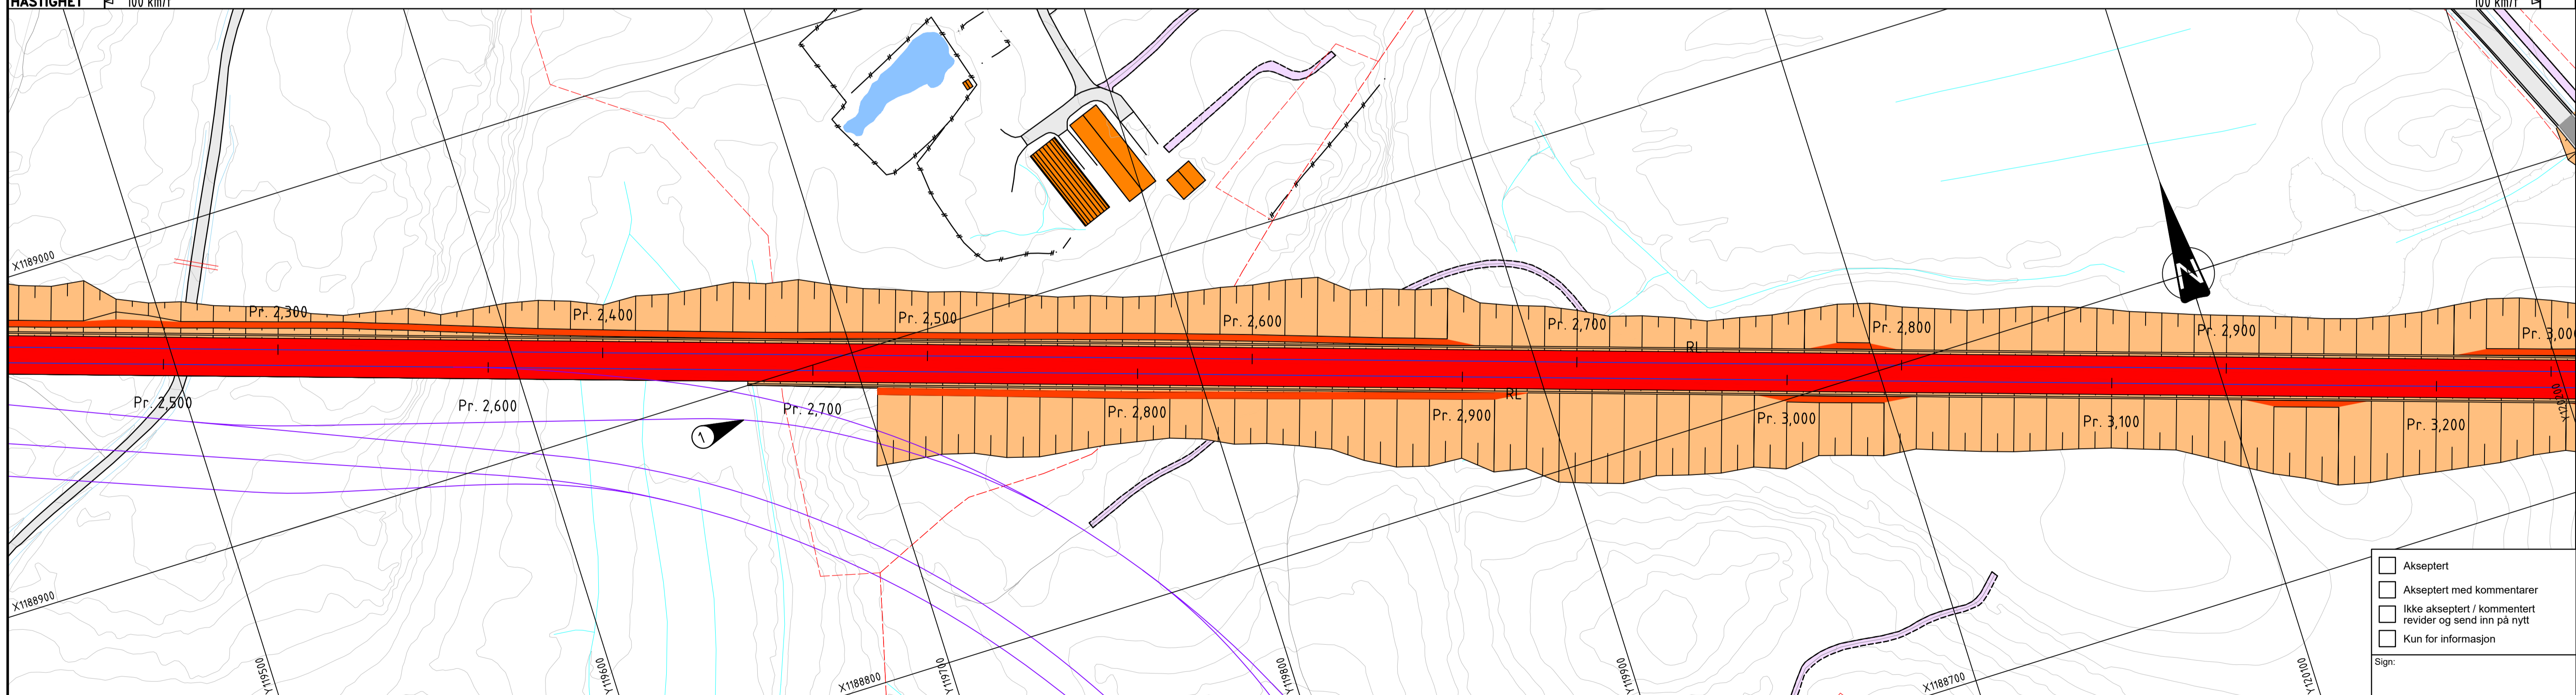 HASTIGHET 100 km/t
100 km/t
X1189000
Pr. 2,300
Pr. 2,400
Pr. 2,500
Pr. 2,600
Pr. 2,700
Pr. 2,800
Pr. 2,900
Pr. 3,000
RL
RL
N
Pr. 2,500
Pr. 2,600
Pr. 2,700
Pr. 2,800
Pr. 2,900
Pr. 3,000
Pr. 3,100
Pr. 3,200
1
Y120200
X1188900
X1188800
X1188700
Y119500
Y119600
Y119700
Y119800
Y119900
Y120100
Akseptert
Akseptert med kommentarer
Ikke akseptert / kommentert
revider og send inn på nytt
Kun for informasjon
Sign: